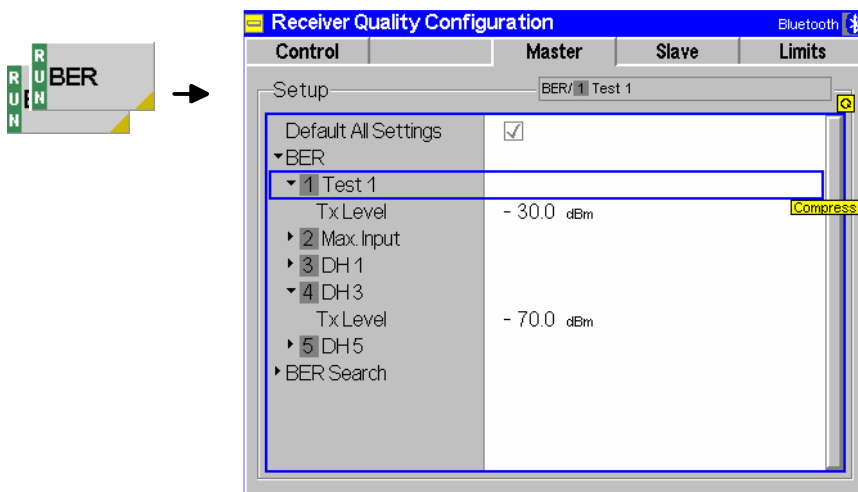 RUN BER
RUN
Receiver Quality Configuration Bluetooth
Control Master Slave Limits
Setup BER/ 1 Test 1
Default All Settings
BER
1 Test 1
Compress
Tx Level - 30.0 dBm
2 Max. Input
3 DH 1
4 DH 3
Tx Level - 70.0 dBm
5 DH 5
BER Search